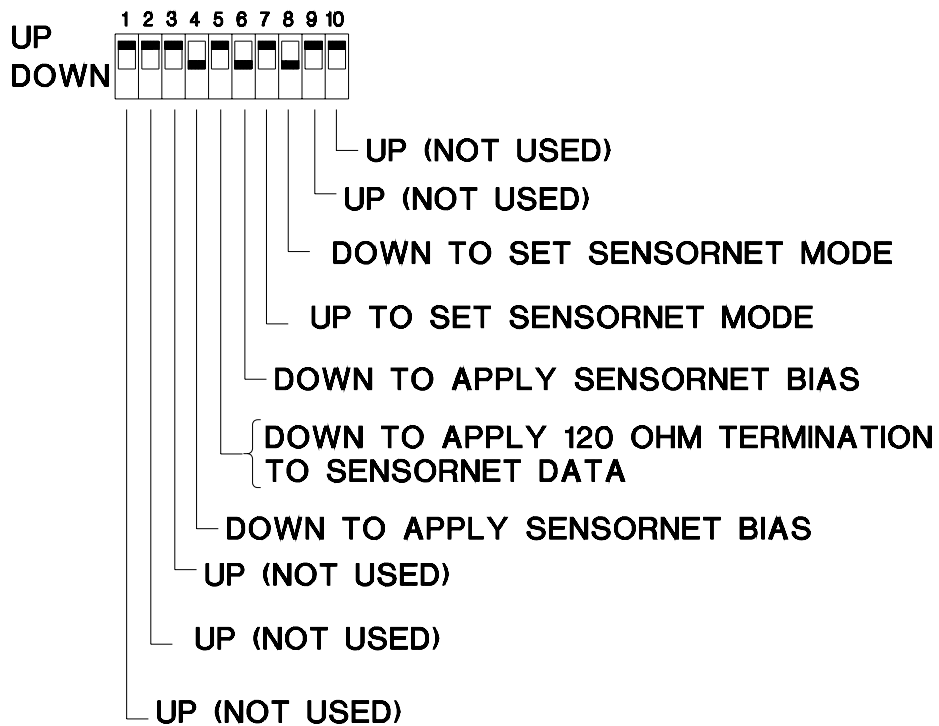 1 2 3 4 5 6 7 8 9 10
UP
DOWN
UP (NOT USED)
UP (NOT USED)
DOWN TO SET SENSORNET MODE
UP TO SET SENSORNET MODE
DOWN TO APPLY SENSORNET BIAS
DOWN TO APPLY 120 OHM TERMINATION
TO SENSORNET DATA
DOWN TO APPLY SENSORNET BIAS
UP (NOT USED)
UP (NOT USED)
UP (NOT USED)